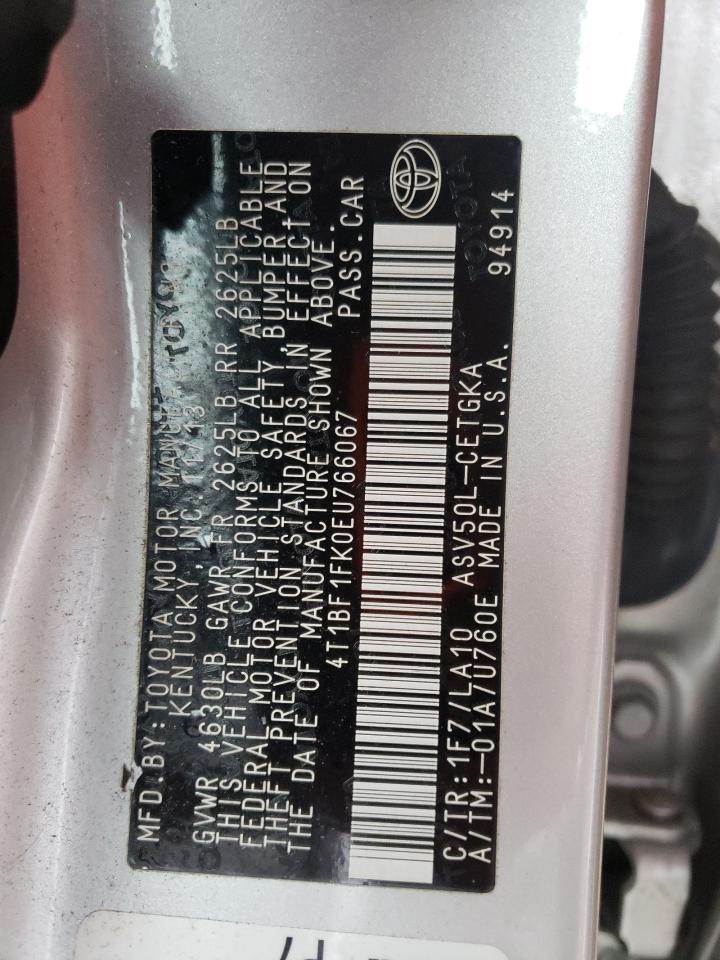 MFD.BY:TOYOTA MOTOR MANUF
KENTUCKY, INC. 11/13
GVWR 4630LB GAWR FR 2625LB RR 2625LB
THIS VEHICLE CONFORMS TO ALL APPLICABLE
FEDERAL MOTOR VEHICLE SAFETY, BUMPER AND
THEFT PREVENTION STANDARDS IN EFFECT ON
THE DATE OF MANUFACTURE SHOWN ABOVE.
4T1BF1FK0EU766067 PASS.CAR
C/TR:1F7/LA10 ASV50L-CETGKA
A/TM:-01A/U760E MADE IN U.S.A. 94914